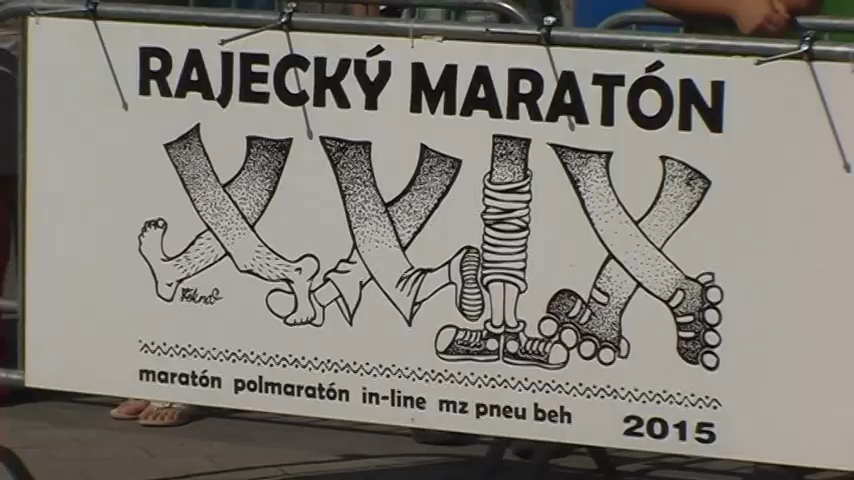 RAJECKÝ MARATÓN
XXIX
maratón polmaratón in-line mz pneu beh 2015